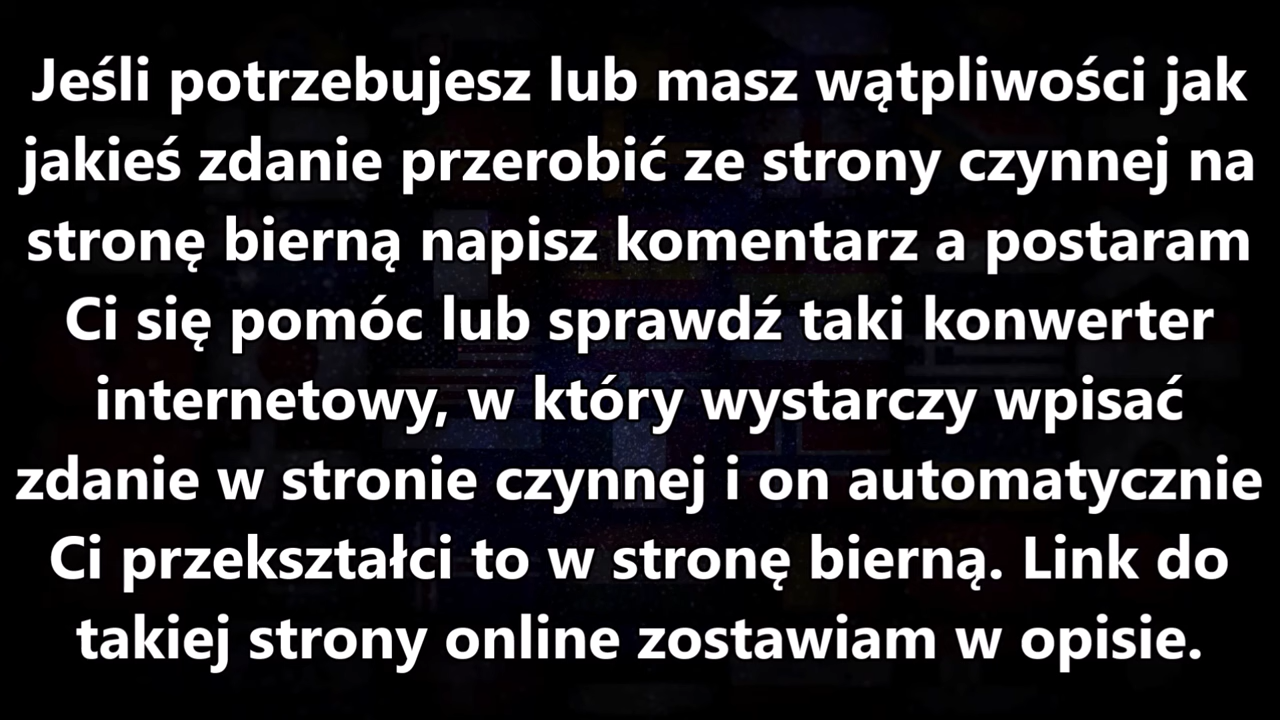 Jeśli potrzebujesz lub masz wątpliwości jak
jakieś zdanie przerobić ze strony czynnej na
stronę bierną napisz komentarz a postaram
Ci się pomóc lub sprawdź taki konwerter
internetowy, w który wystarczy wpisać
zdanie w stronie czynnej i on automatycznie
Ci przekształci to w stronę bierną. Link do
takiej strony online zostawiam w opisie.